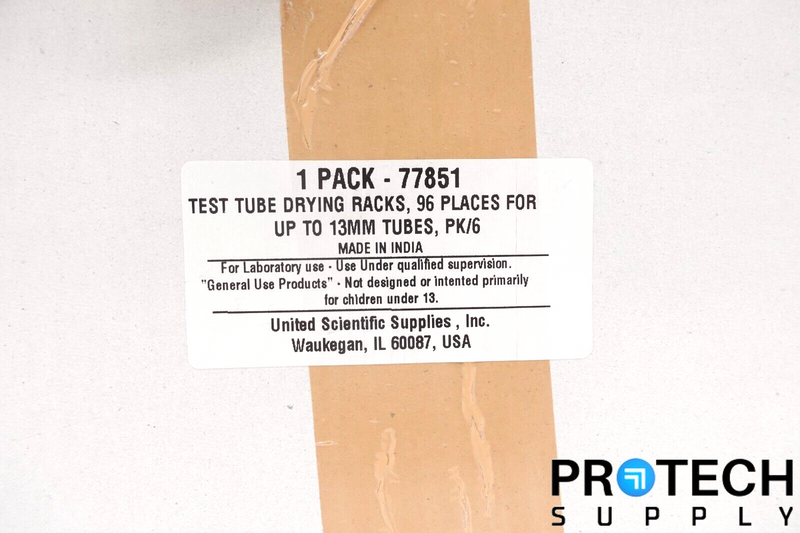 1 PACK - 77851
TEST TUBE DRYING RACKS, 96 PLACES FOR
UP TO 13MM TUBES, PK/6
MADE IN INDIA
For Laboratory use - Use Under qualified supervision.
"General Use Products" - Not designed or intented primarily
for children under 13.
United Scientific Supplies , Inc.
Waukegan, IL 60087, USA
PROTECH
SUPPLY